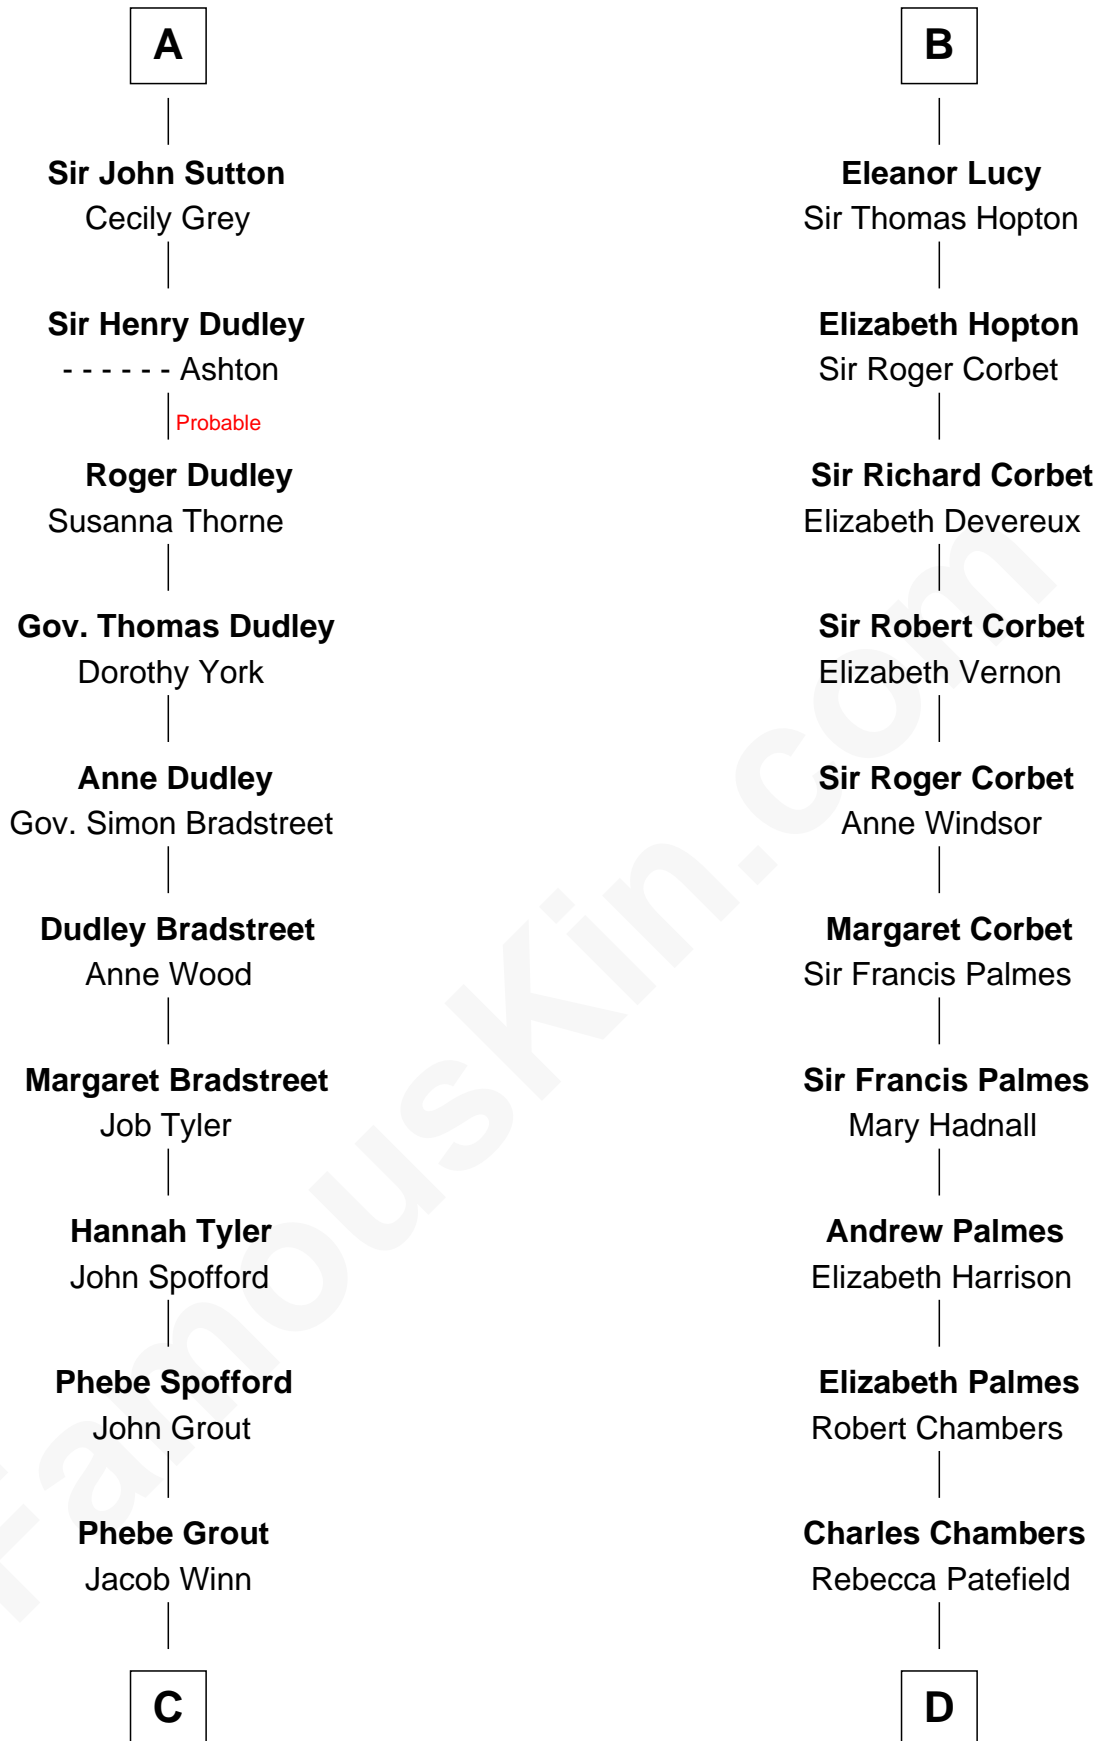 A
Sir John Sutton
Cecily Grey
Sir Henry Dudley
- - - - - - Ashton
Probable
Roger Dudley
Susanna Thorne
Gov. Thomas Dudley
Dorothy York
Anne Dudley
Gov. Simon Bradstreet
Dudley Bradstreet
Anne Wood
Margaret Bradstreet
Job Tyler
Hannah Tyler
John Spofford
Phebe Spofford
John Grout
Phebe Grout
Jacob Winn
C
B
Eleanor Lucy
Sir Thomas Hopton
Elizabeth Hopton
Sir Roger Corbet
Sir Richard Corbet
Elizabeth Devereux
Sir Robert Corbet
Elizabeth Vernon
Sir Roger Corbet
Anne Windsor
Margaret Corbet
Sir Francis Palmes
Sir Francis Palmes
Mary Hadnall
Andrew Palmes
Elizabeth Harrison
Elizabeth Palmes
Robert Chambers
Charles Chambers
Rebecca Patefield
D
FamousKin.com